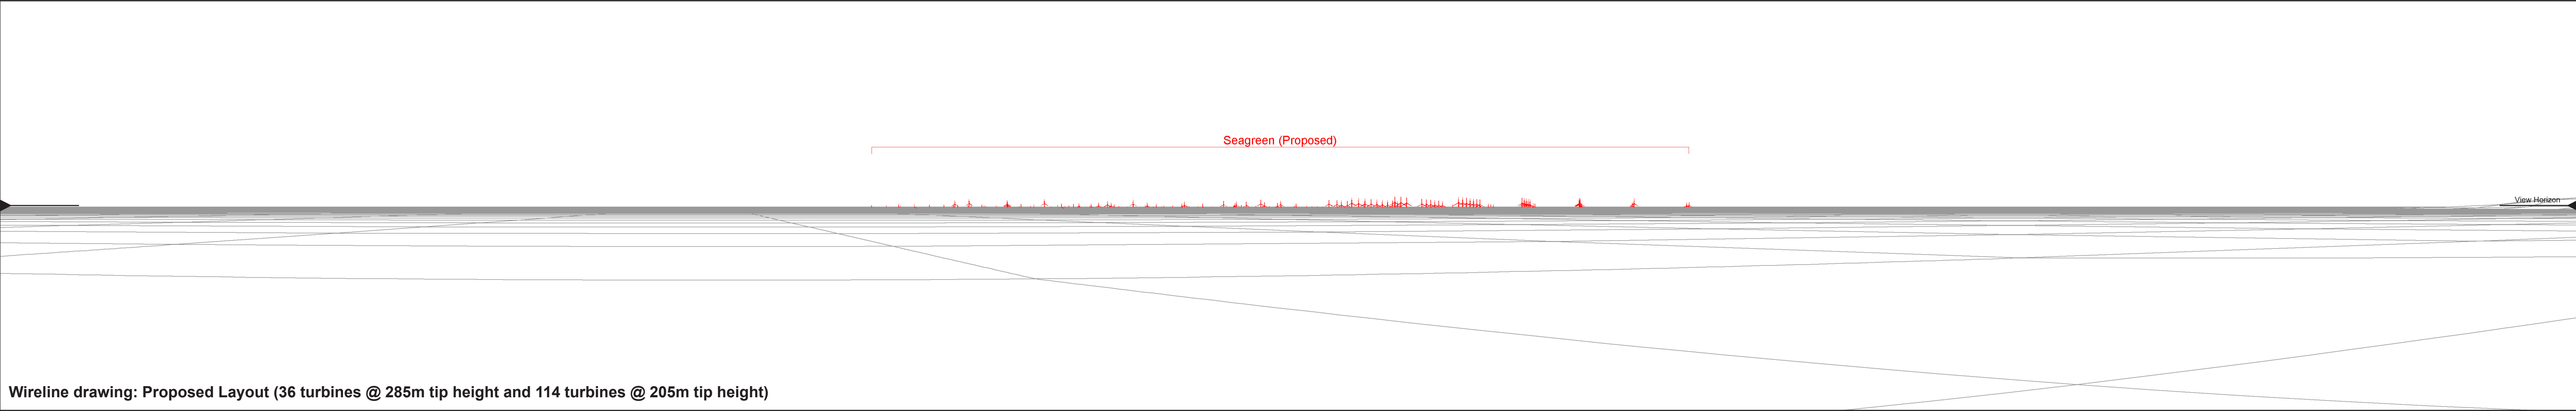 Seagreen (Proposed)
View Horizon
Wireline drawing: Proposed Layout (36 turbines @ 285m tip height and 114 turbines @ 205m tip height)